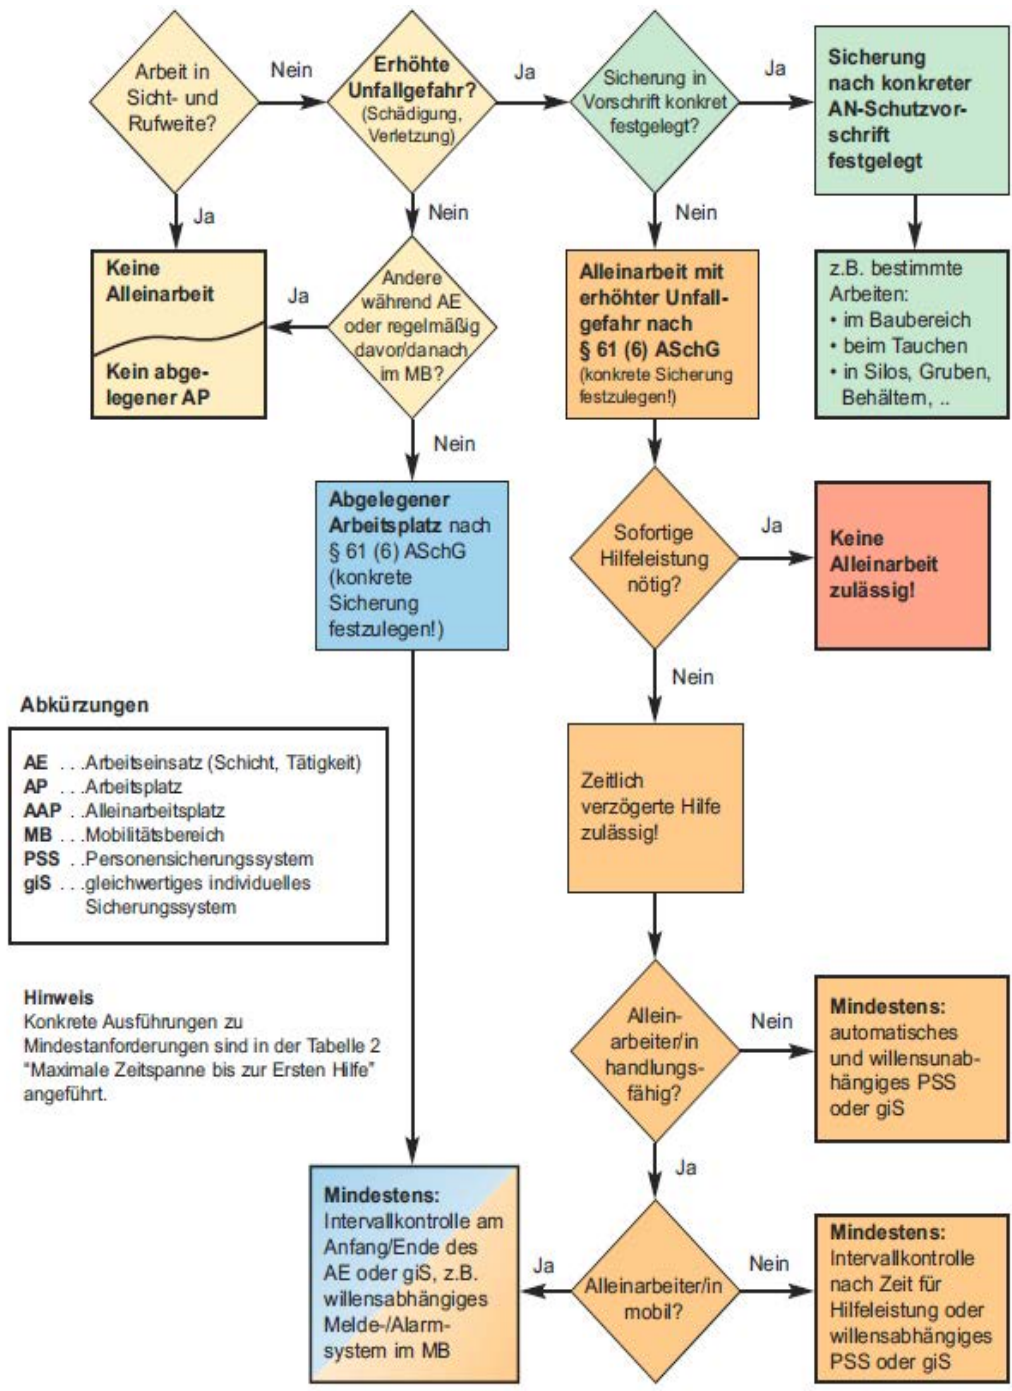 Arbeit in
Sicht- und
Rufweite?
Nein
Erhöhte
Unfallgefahr?
(Schädigung,
Verletzung)
Ja
Sicherung in
Vorschrift konkret
festgelegt?
Ja
Sicherung
nach konkreter
AN-Schutzvor-
schrift
festgelegt
Ja
Nein
Nein
Keine
Alleinarbeit
Kein abge-
legener AP
Ja
Andere
während AE
oder regelmäßig
davor/danach
im MB?
Alleinarbeit mit
erhöhter Unfall-
gefahr nach
§ 61 (6) ASchG
(konkrete Sicherung
festzulegen!)
z.B. bestimmte
Arbeiten:
• im Baubereich
• beim Tauchen
• in Silos, Gruben,
Behältern, ..
Nein
Abgelegener
Arbeitsplatz nach
§ 61 (6) ASchG
(konkrete
Sicherung
festzulegen!)
Sofortige
Hilfeleistung
nötig?
Ja
Keine
Alleinarbeit
zulässig!
Nein
Abkürzungen
AE . . .Arbeitseinsatz (Schicht, Tätigkeit)
AP . . .Arbeitsplatz
AAP . .Alleinarbeitsplatz
MB . . .Mobilitätsbereich
PSS . .Personensicherungssystem
giS . . .gleichwertiges individuelles
Sicherungssystem
Zeitlich
verzögerte Hilfe
zulässig!
Hinweis
Konkrete Ausführungen zu
Mindestanforderungen sind in der Tabelle 2
"Maximale Zeitspanne bis zur Ersten Hilfe"
angeführt.
Allein-
arbeiter/in
handlungs-
fähig?
Nein
Mindestens:
automatisches
und willensunab-
hängiges PSS
oder giS
Ja
Mindestens:
Intervallkontrolle am
Anfang/Ende des
AE oder giS, z.B.
willensabhängiges
Melde-/Alarm-
system im MB
Ja
Alleinarbeiter/in
mobil?
Nein
Mindestens:
Intervallkontrolle
nach Zeit für
Hilfeleistung oder
willensabhängiges
PSS oder giS